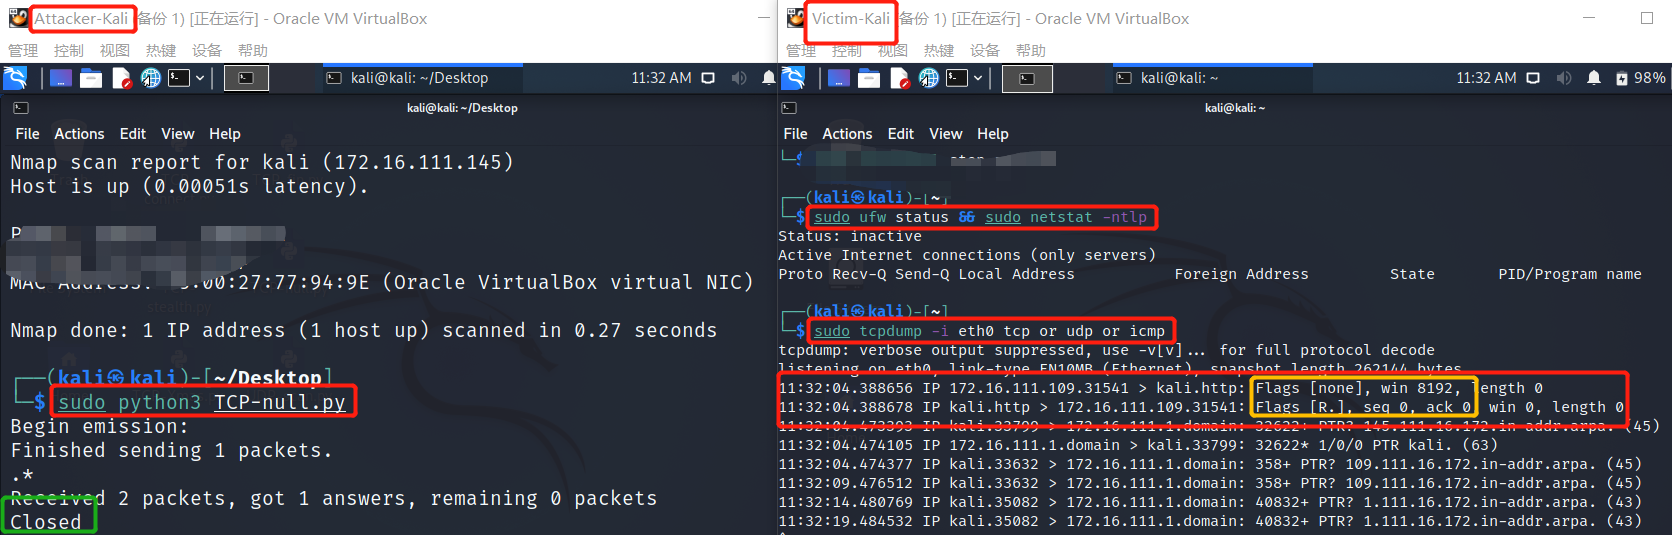 Attacker-Kali (备份 1) [正在运行] - Oracle VM VirtualBox
管理 控制 视图 热键 设备 帮助
kali@kali: ~/Desktop
11:32 AM
kali@kali: ~/Desktop
File Actions Edit View Help
Nmap scan report for kali (172.16.111.145)
Host is up (0.00051s latency).
MAC Address: :00:27:77:94:9E (Oracle VirtualBox virtual NIC)
Nmap done: 1 IP address (1 host up) scanned in 0.27 seconds
┌──(kali㉿kali)-[~/Desktop]
└─$ sudo python3 TCP-null.py
Begin emission:
Finished sending 1 packets.
.*
Received 2 packets, got 1 answers, remaining 0 packets
Closed
Victim-Kali (备份 1) [正在运行] - Oracle VM VirtualBox
管理 控制 视图 热键 设备 帮助
kali@kali: ~
11:32 AM
98%
kali@kali: ~
File Actions Edit View Help
└─$
┌──(kali㉿kali)-[~]
└─$ sudo ufw status && sudo netstat -ntlp
Status: inactive
Active Internet connections (only servers)
Proto Recv-Q Send-Q Local Address Foreign Address State PID/Program name
┌──(kali㉿kali)-[~]
└─$ sudo tcpdump -i eth0 tcp or udp or icmp
tcpdump: verbose output suppressed, use -v[v]... for full protocol decode
listening on eth0, link-type EN10MB (Ethernet), snapshot length 262144 bytes
11:32:04.388656 IP 172.16.111.109.31541 > kali.http: Flags [none], win 8192, length 0
11:32:04.388678 IP kali.http > 172.16.111.109.31541: Flags [R.], seq 0, ack 0, win 0, length 0
11:32:04.473393 IP kali.33799 > 172.16.111.1.domain: 32622+ PTR? 145.111.16.172.in-addr.arpa. (45)
11:32:04.474105 IP 172.16.111.1.domain > kali.33799: 32622* 1/0/0 PTR kali. (63)
11:32:04.474377 IP kali.33632 > 172.16.111.1.domain: 358+ PTR? 109.111.16.172.in-addr.arpa. (45)
11:32:09.476512 IP kali.33632 > 172.16.111.1.domain: 358+ PTR? 109.111.16.172.in-addr.arpa. (45)
11:32:14.480769 IP kali.35082 > 172.16.111.1.domain: 40832+ PTR? 1.111.16.172.in-addr.arpa. (43)
11:32:19.484532 IP kali.35082 > 172.16.111.1.domain: 40832+ PTR? 1.111.16.172.in-addr.arpa. (43)